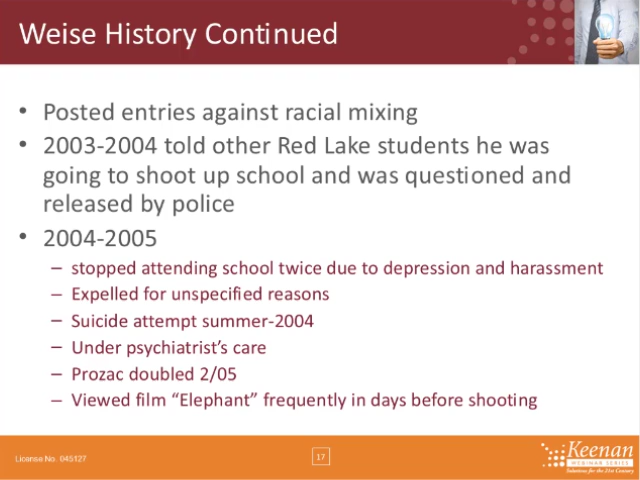 Weise History Continued
• Posted entries against racial mixing
• 2003-2004 told other Red Lake students he was
going to shoot up school and was questioned and
released by police
• 2004-2005
– stopped attending school twice due to depression and harassment
– Expelled for unspecified reasons
– Suicide attempt summer-2004
– Under psychiatrist's care
– Prozac doubled 2/05
– Viewed film “Elephant” frequently in days before shooting
License No. 045127
17
Keenan
WEBINAR SERIES
Solutions for the 21st Century